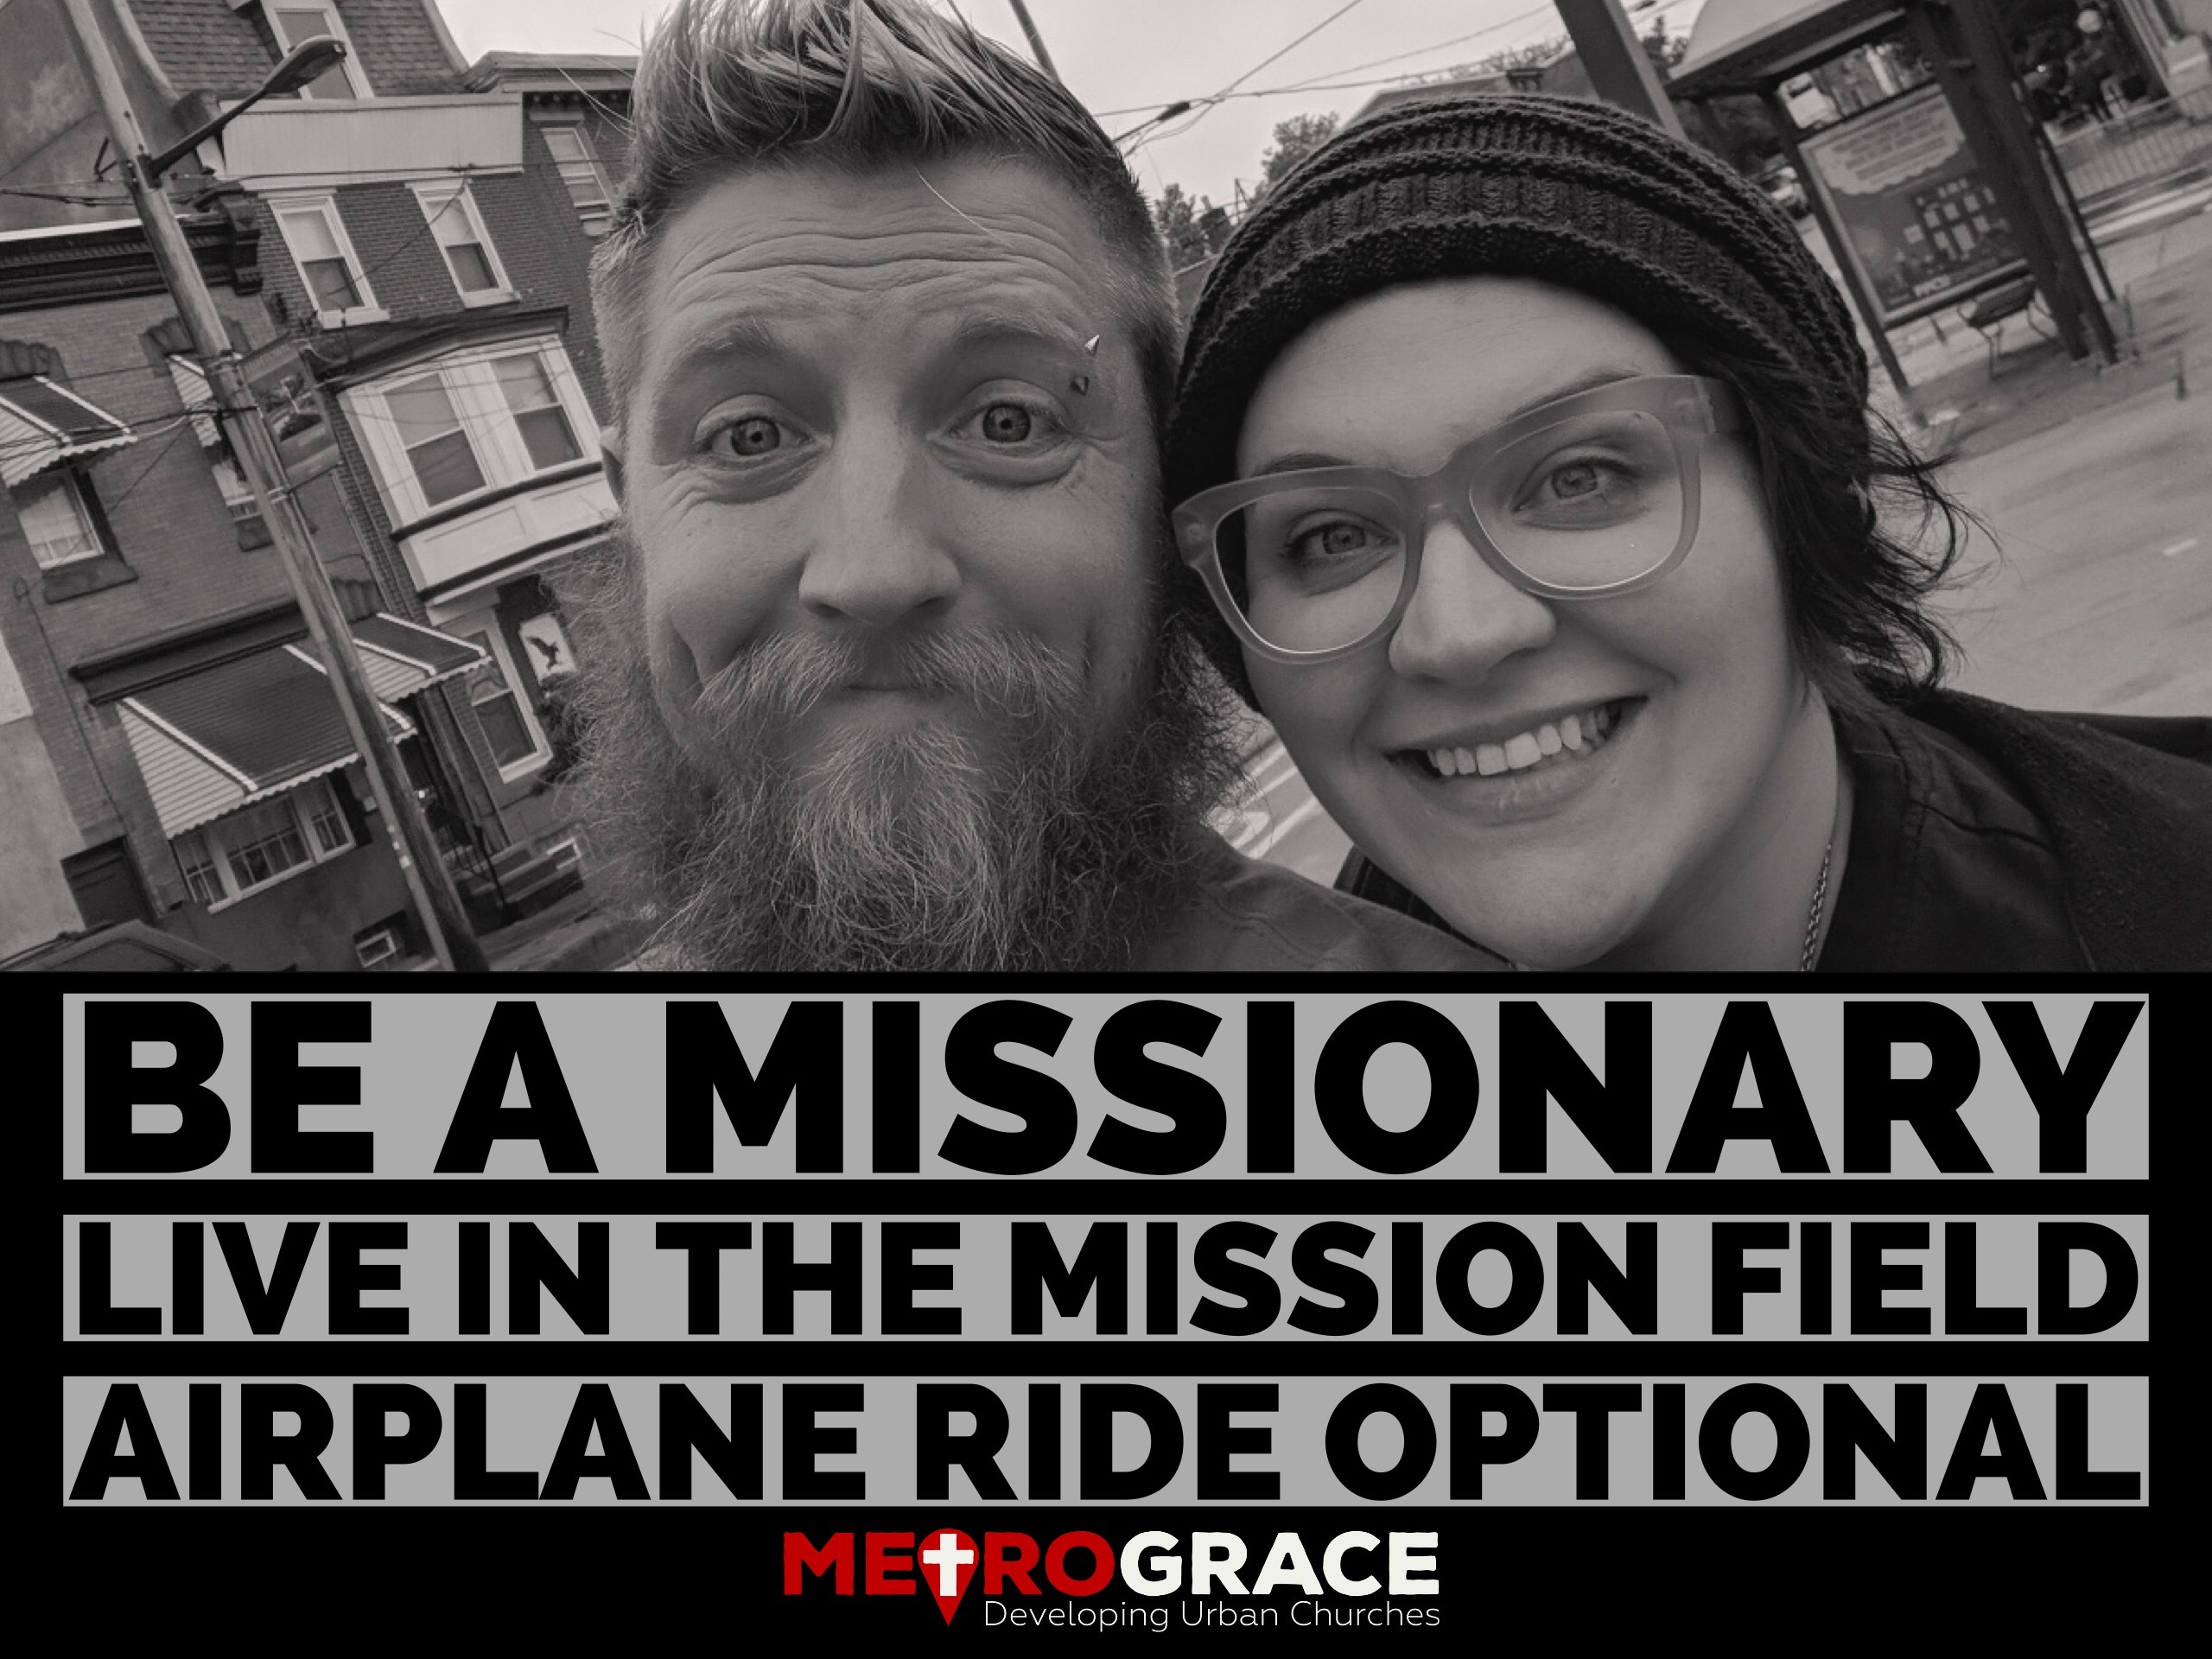 BE A MISSIONARY
LIVE IN THE MISSION FIELD
AIRPLANE RIDE OPTIONAL
METROGRACE
Developing Urban Churches